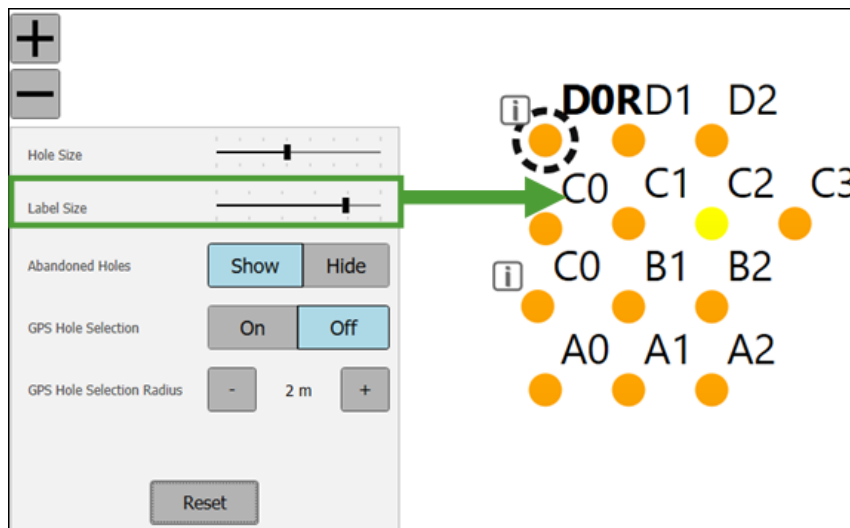 +
−
Hole Size
Label Size
Abandoned Holes Show Hide
GPS Hole Selection On Off
GPS Hole Selection Radius - 2 m +
Reset
i D0R D1 D2
C0 C1 C2 C3
i C0 B1 B2
A0 A1 A2